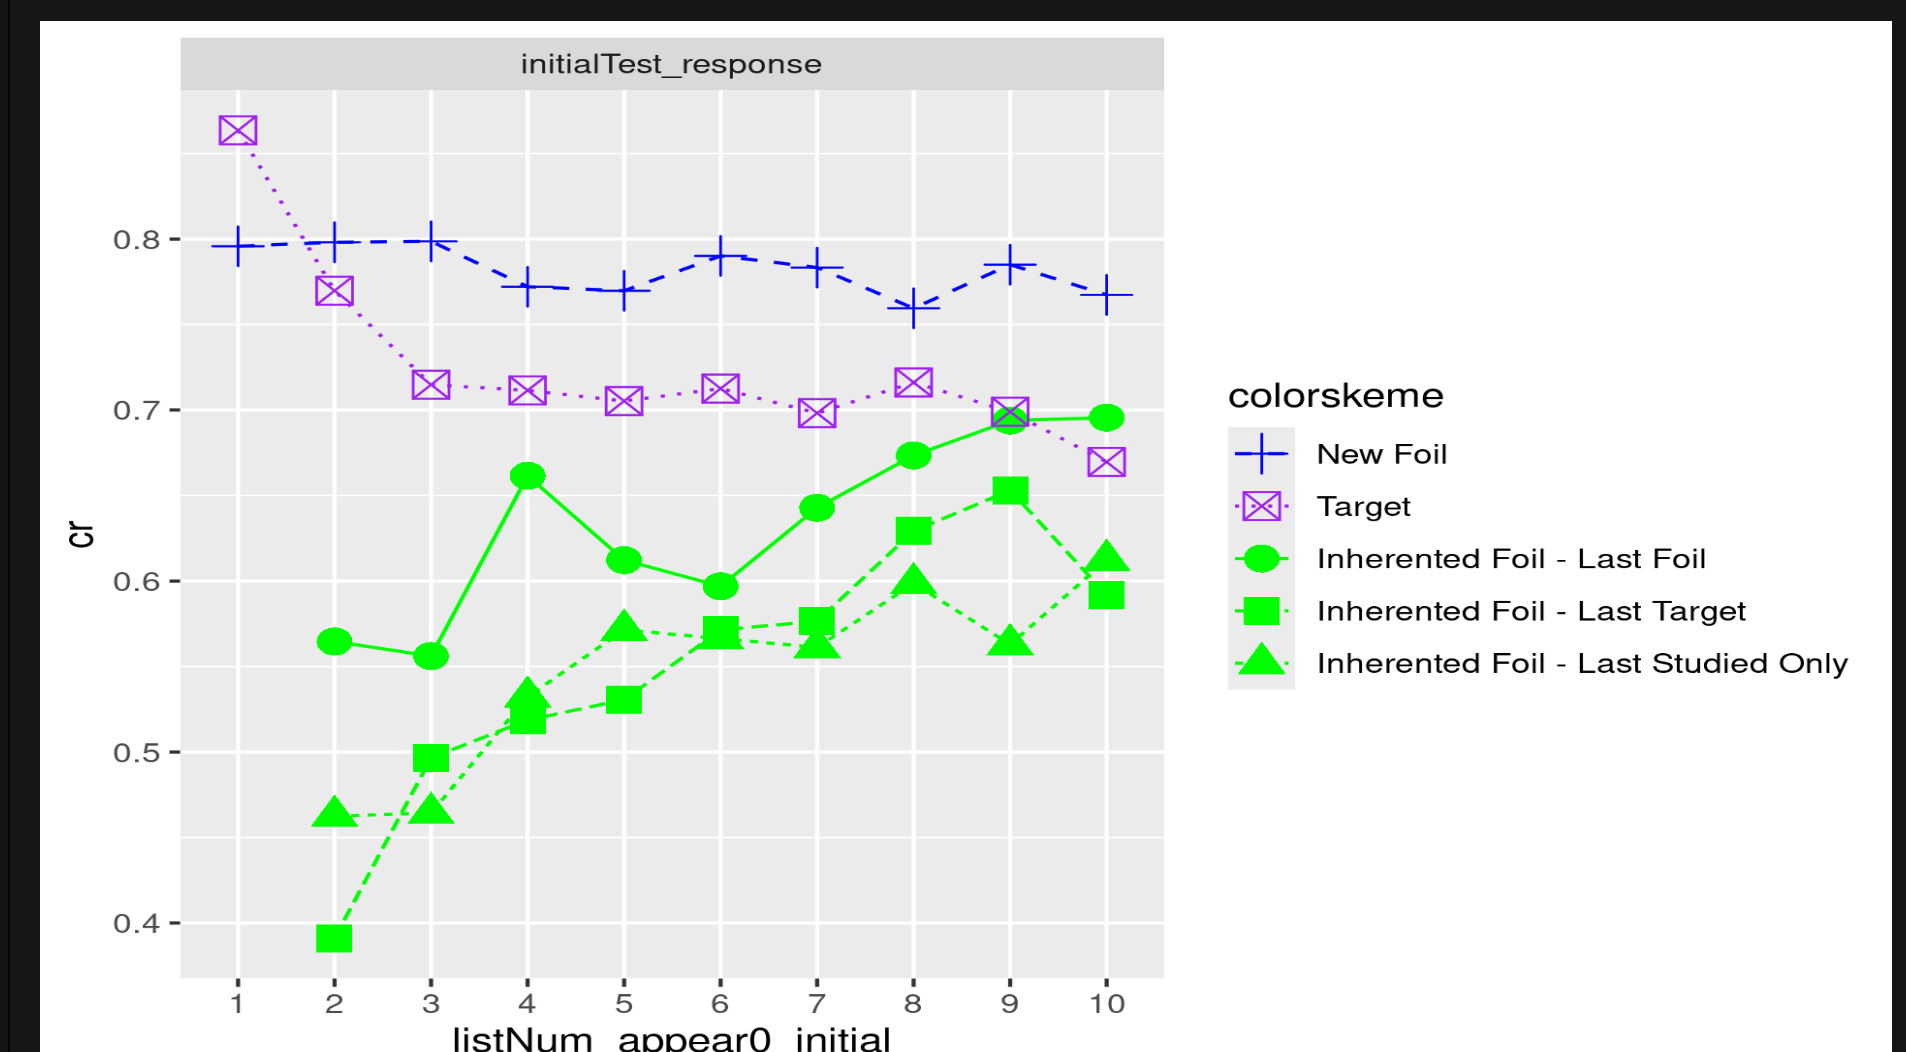 initialTest_response
0.8
0.7
0.6
0.5
0.4
cr
1 2 3 4 5 6 7 8 9 10
listNum_appear0_initial
colorskeme
New Foil
Target
Inherented Foil - Last Foil
Inherented Foil - Last Target
Inherented Foil - Last Studied Only